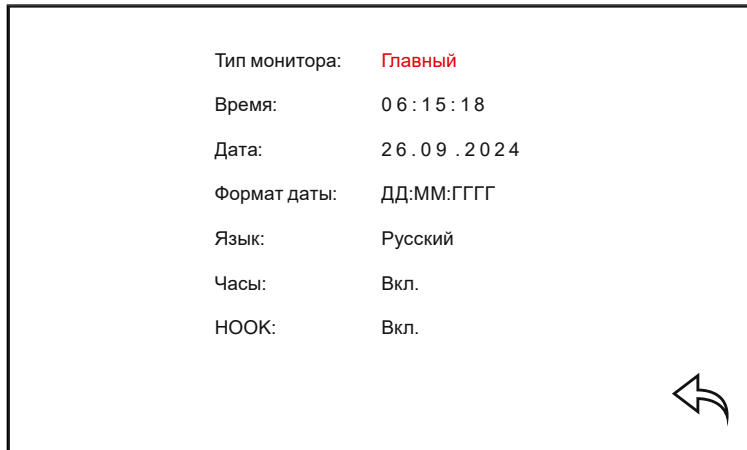 Тип монитора: Главный
Время: 06:15:18
Дата: 26.09.2024
Формат даты: ДД:ММ:ГГГГ
Язык: Русский
Часы: Вкл.
HOOK: Вкл.